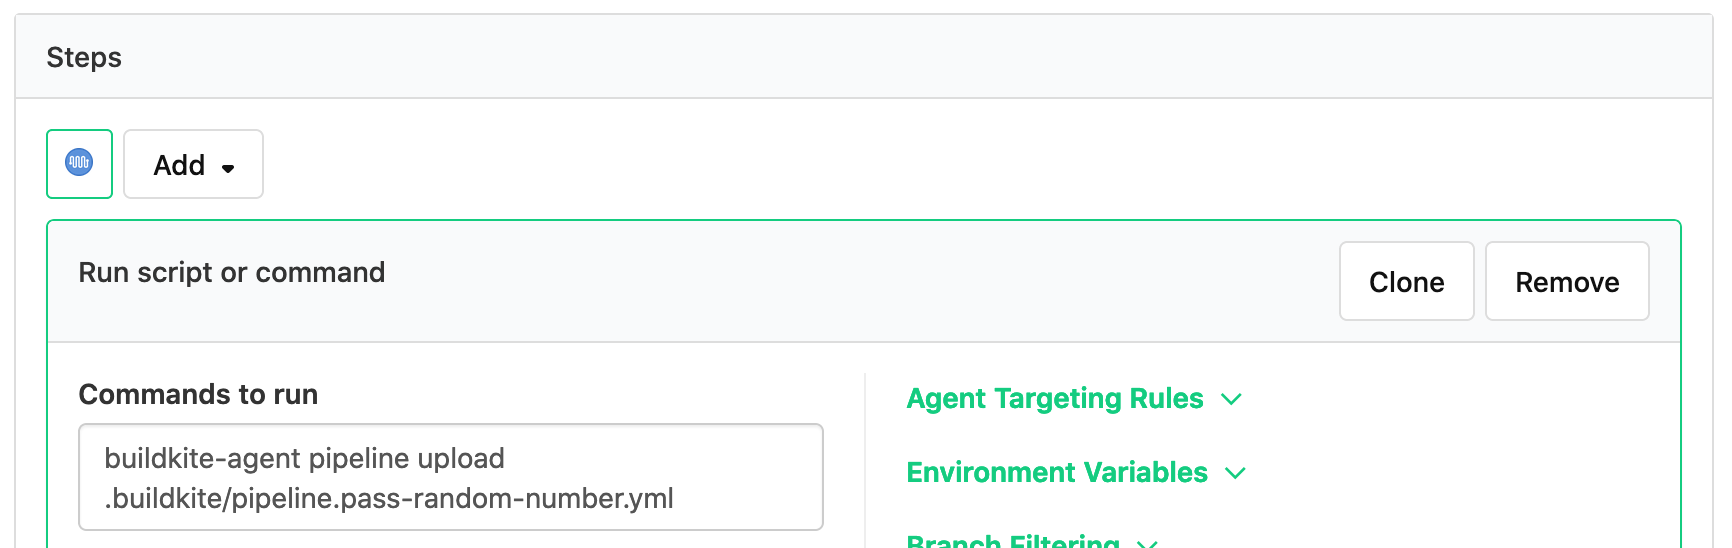 Steps
Add
Run script or command
Clone
Remove
Commands to run
buildkite-agent pipeline upload
.buildkite/pipeline.pass-random-number.yml
Agent Targeting Rules
Environment Variables
Branch Filtering